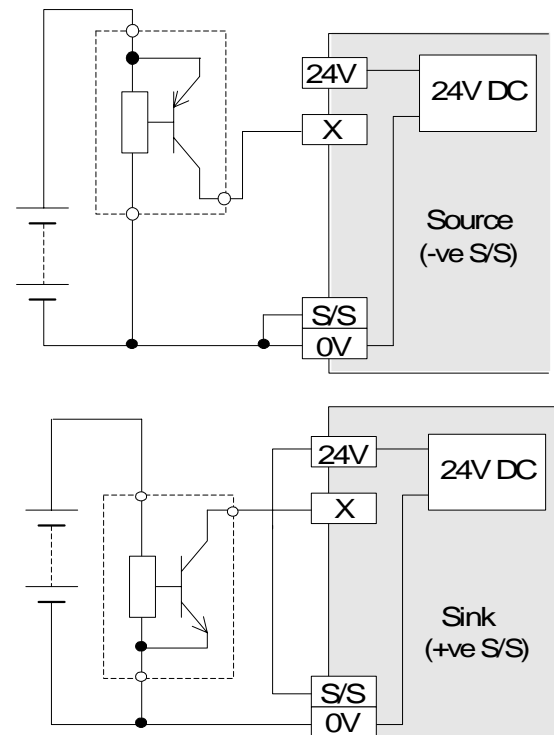 24V
24V DC
X
Source
(-ve S/S)
S/S
0V
24V
24V DC
X
Sink
(+ve S/S)
S/S
0V